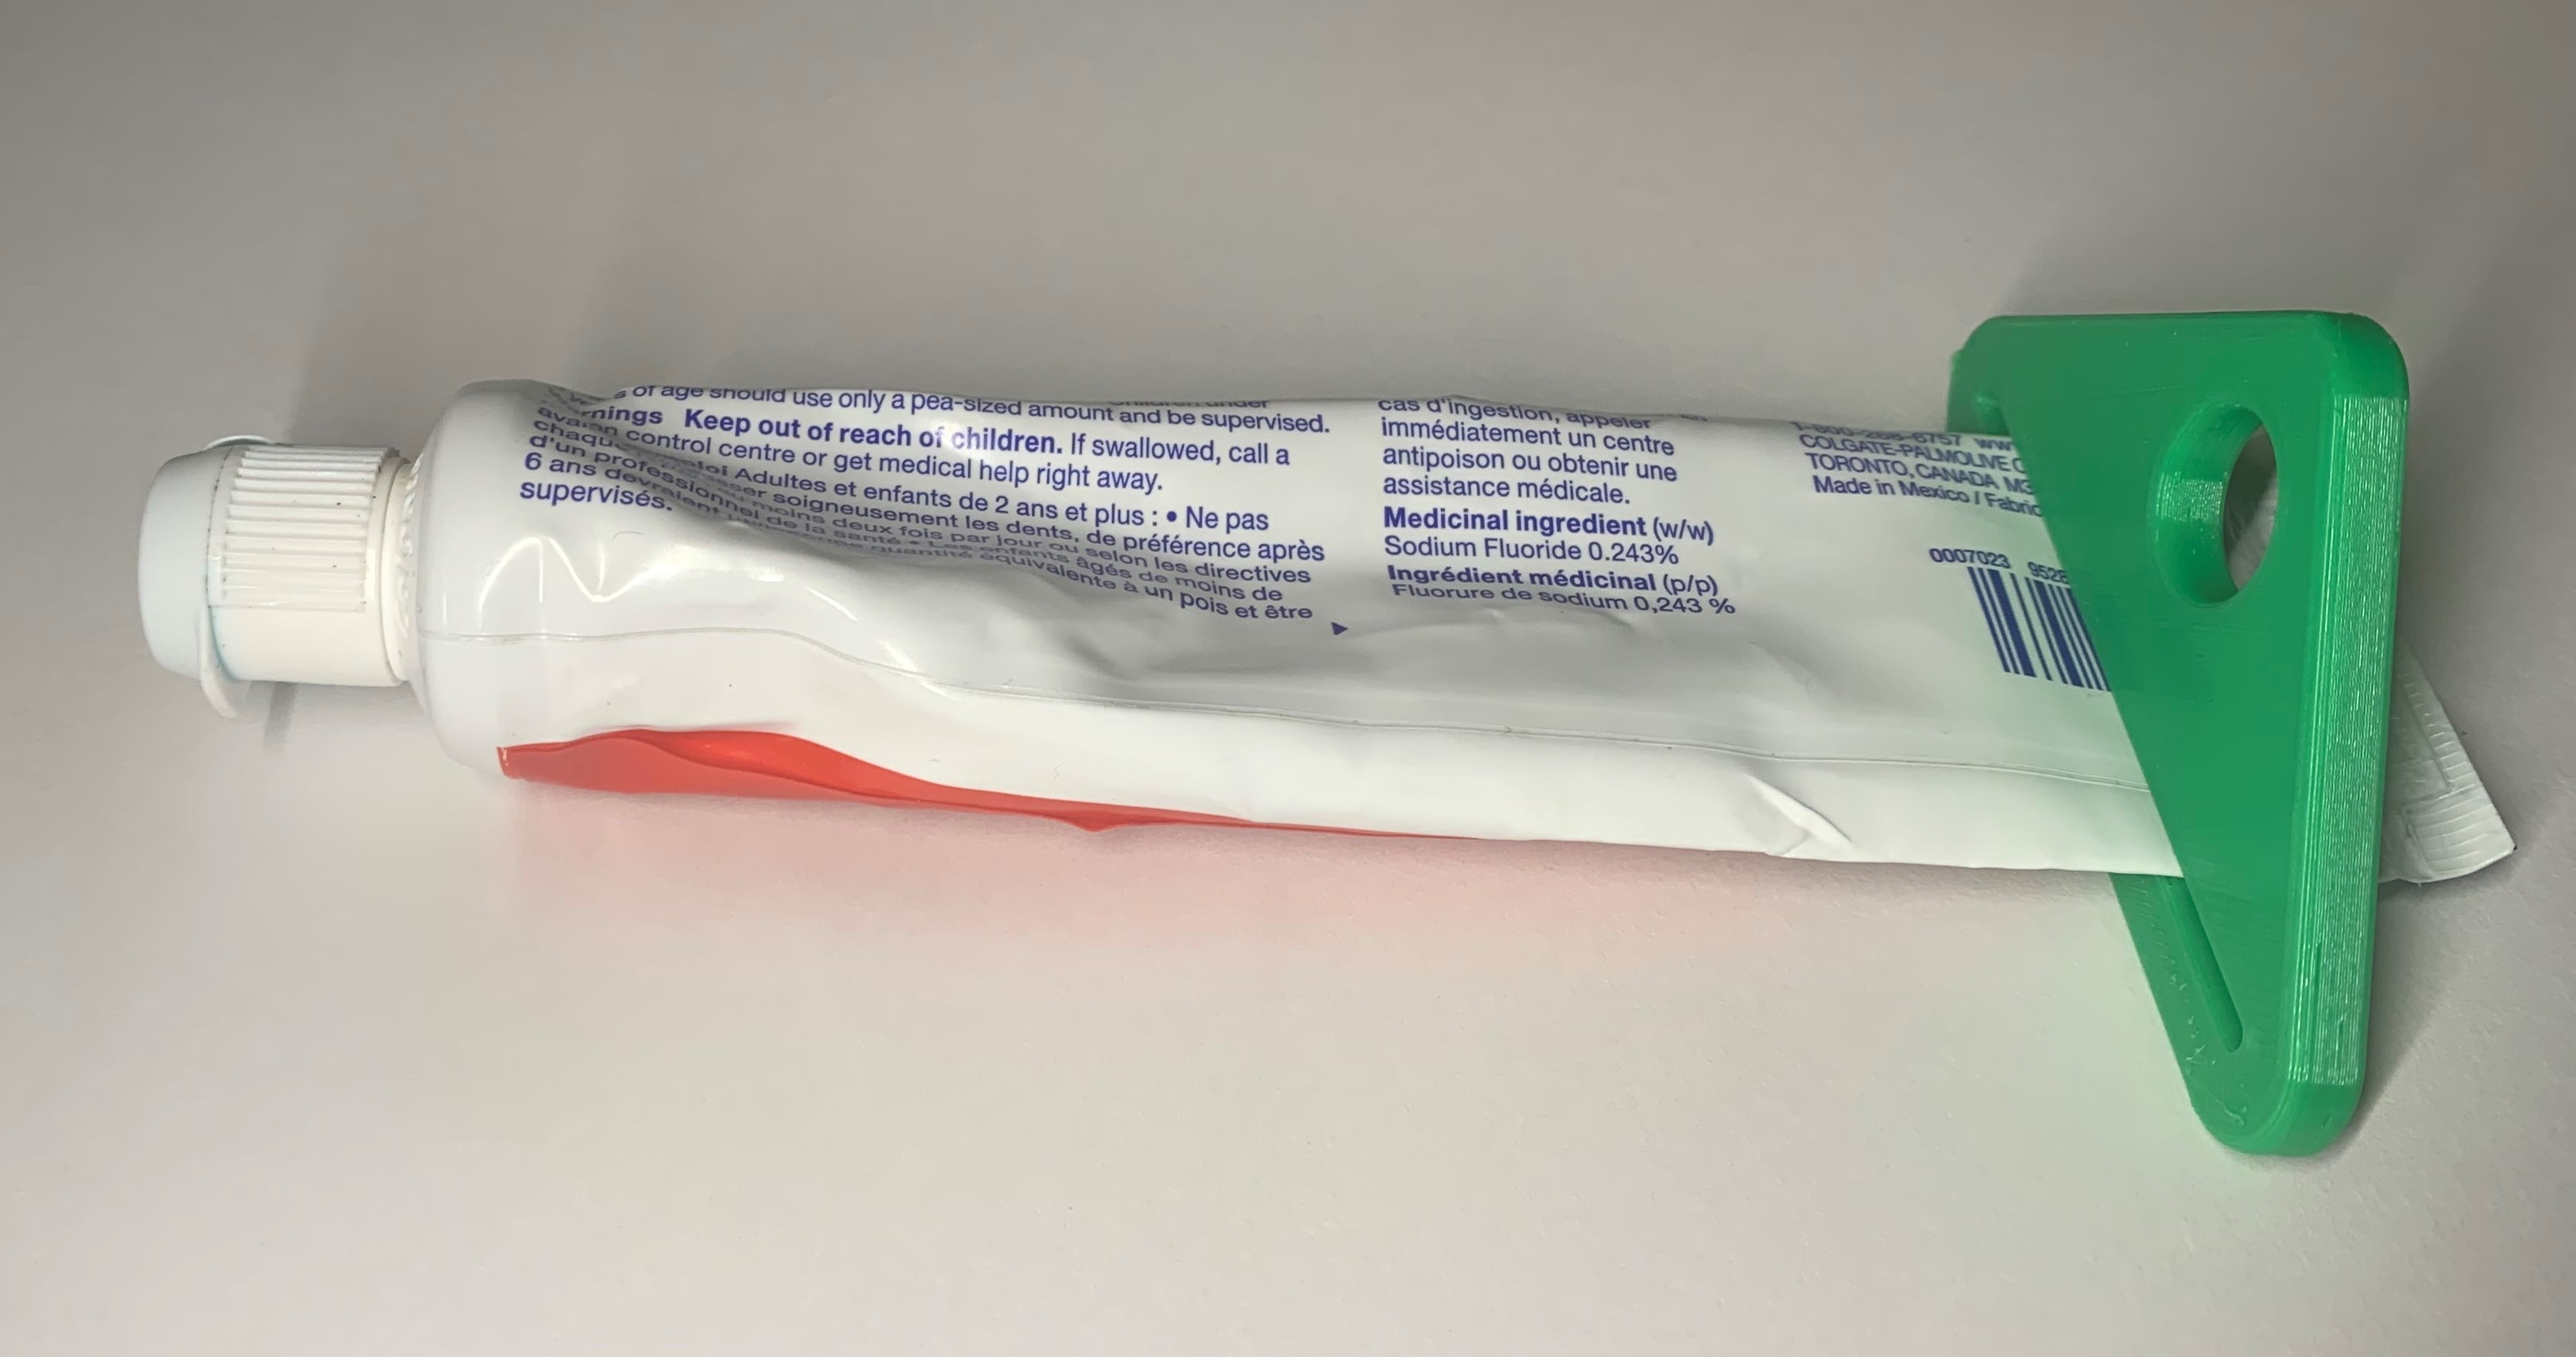 of age should use only a pea-sized amount and be supervised.
Keep out of reach of children. If swallowed, call a
control centre or get medical help right away.
Adultes et enfants de 2 ans et plus : • Ne pas
soigneusement les dents, de préférence après
moins deux fois par jour ou selon les directives
d'un professionnel de la santé • Les enfants âgés de moins de
6 ans devraient une quantité équivalente à un pois et être
supervisés.
cas d'ingestion, appeler
immédiatement un centre
antipoison ou obtenir une
assistance médicale.
Medicinal ingredient (w/w)
Sodium Fluoride 0.243%
Ingrédient médicinal (p/p)
Fluorure de sodium 0,243 %
COLGATE-PALMOLIVE
TORONTO, CANADA
Made in Mexico /
0007023